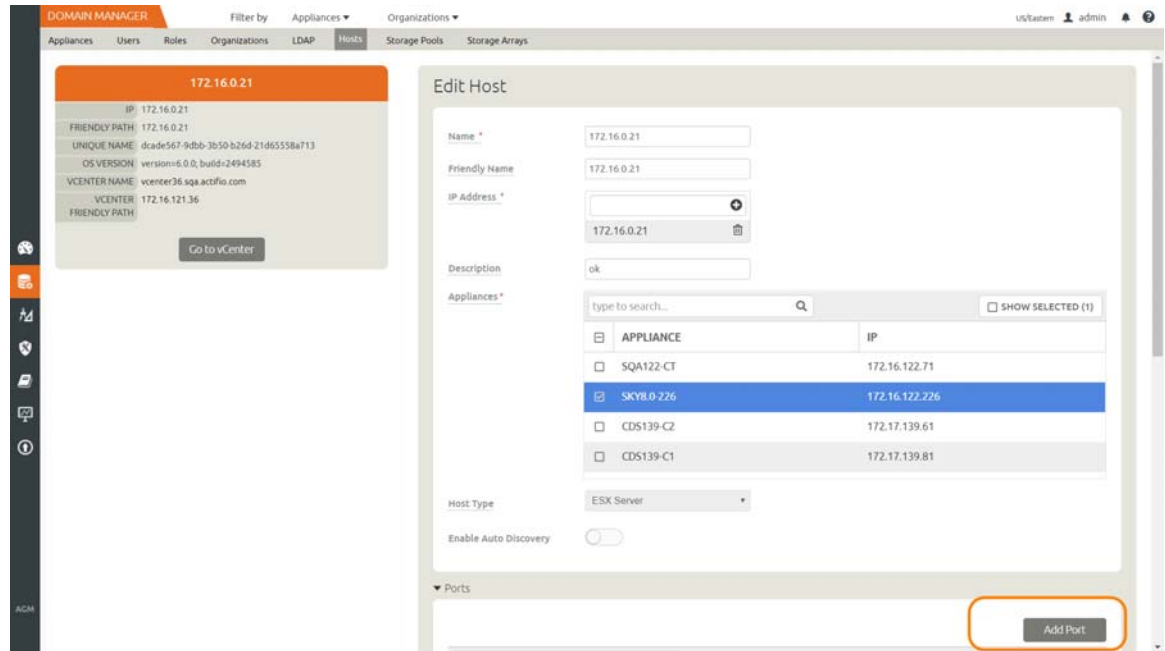 DOMAIN MANAGER Filter by Appliances Organizations US/Eastern admin
Appliances Users Roles Organizations LDAP Hosts Storage Pools Storage Arrays
172.16.0.21
IP 172.16.0.21
FRIENDLY PATH 172.16.0.21
UNIQUE NAME dcade567-9dbb-3b50-b26d-21d65558a713
OS VERSION version=6.0.0; build=2494585
VCENTER NAME vcenter36.sqa.actifio.com
VCENTER 172.16.121.36
FRIENDLY PATH
Go to vCenter
Edit Host
Name * 172.16.0.21
Friendly Name 172.16.0.21
IP Address *
172.16.0.21
Description ok
Appliances * type to search... SHOW SELECTED (1)
APPLIANCE IP
SQA122-CT 172.16.122.71
SKY8.0-226 172.16.122.226
CDS139-C2 172.17.139.61
CDS139-C1 172.17.139.81
Host Type ESX Server
Enable Auto Discovery
Ports
Add Port
AGM